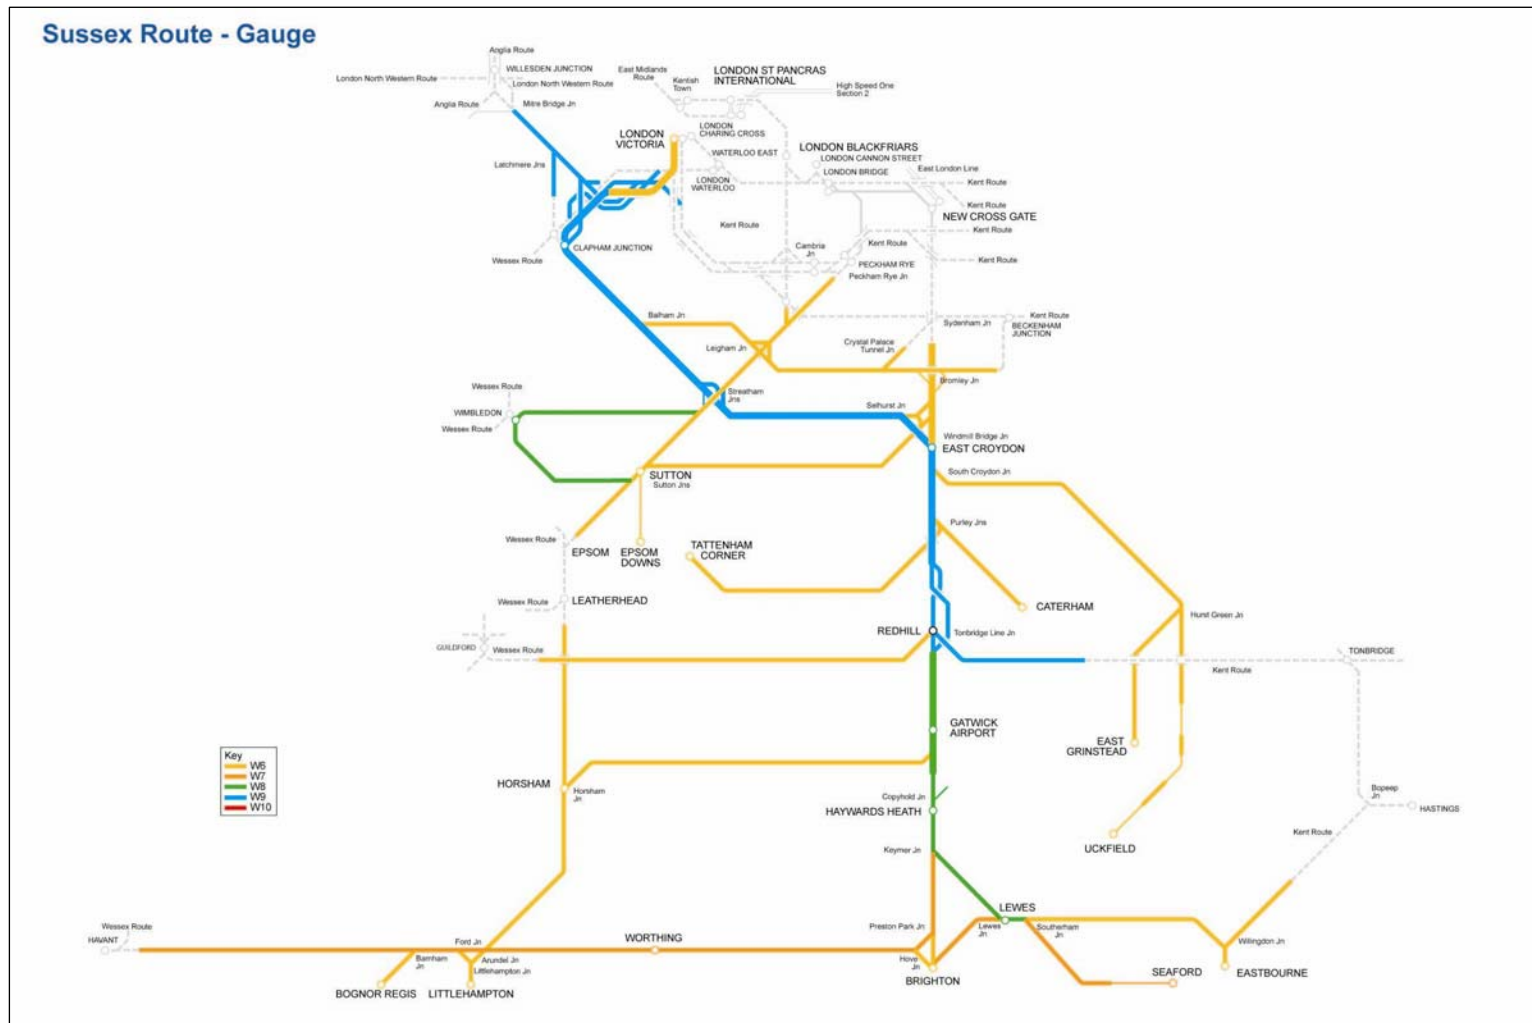 Sussex Route - Gauge
Anglia Route
WILLESDEN JUNCTION
London North Western Route
London North Western Route
Anglia Route
Mitre Bridge Jn
East Midlands
Route
Kentish
Town
LONDON ST PANCRAS
INTERNATIONAL
High Speed One
Section 2
LONDON
VICTORIA
LONDON
CHARING CROSS
WATERLOO EAST
LONDON
WATERLOO
LONDON BLACKFRIARS
LONDON CANNON STREET
LONDON BRIDGE
East London Line
Kent Route
Kent Route
NEW CROSS GATE
Kent Route
Latchmere Jns
Kent Route
Cambria
Jn
Kent Route
PECKHAM RYE
Kent Route
Peckham Rye Jn
CLAPHAM JUNCTION
Wessex Route
Balham Jn
Leigham Jn
Crystal Palace
Tunnel Jn
Sydenham Jn
Kent Route
BECKENHAM
JUNCTION
Bromley Jn
Wessex Route
WIMBLEDON
Wessex Route
Streatham
Jns
Selhurst Jn
Windmill Bridge Jn
EAST CROYDON
SUTTON
Sutton Jns
South Croydon Jn
Purley Jns
Wessex Route
EPSOM
EPSOM
DOWNS
TATTENHAM
CORNER
Wessex Route
LEATHERHEAD
CATERHAM
Hurst Green Jn
REDHILL
Tonbridge Line Jn
GUILDFORD
Wessex Route
Kent Route
TONBRIDGE
GATWICK
AIRPORT
EAST
GRINSTEAD
Key
W6
W7
W8
W9
W10
HORSHAM
Horsham
Jn
Copyhold Jn
HAYWARDS HEATH
Bopeep
Jn
HASTINGS
Kent Route
Keymer Jn
UCKFIELD
LEWES
Lewes
Jn
Southerham
Jn
Wessex Route
HAVANT
Ford Jn
WORTHING
Preston Park Jn
Willingdon Jn
Barnham
Jn
Arundel Jn
Littlehampton Jn
Hove
Jn
BRIGHTON
SEAFORD
EASTBOURNE
BOGNOR REGIS
LITTLEHAMPTON